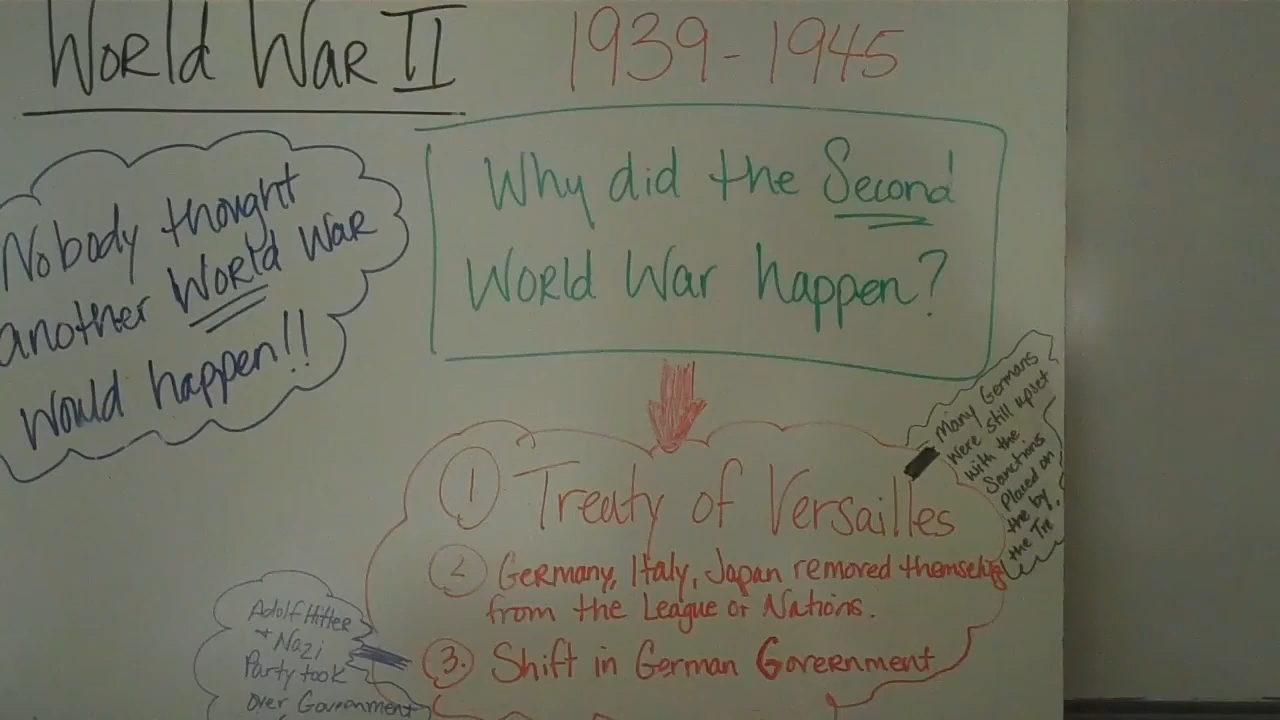 World War II
1939-1945
Nobody thought
another World War
Would happen!!
Why did the Second
World War happen?
Many Germans
Were still upset
with the
Sanctions
Placed on
the by
the Tre
① Treaty of Versailles
② Germany, Italy, Japan removed themselves
from the League of Nations.
③. Shift in German Government
Adolf Hitler
+ Nazi
Party took
over Government